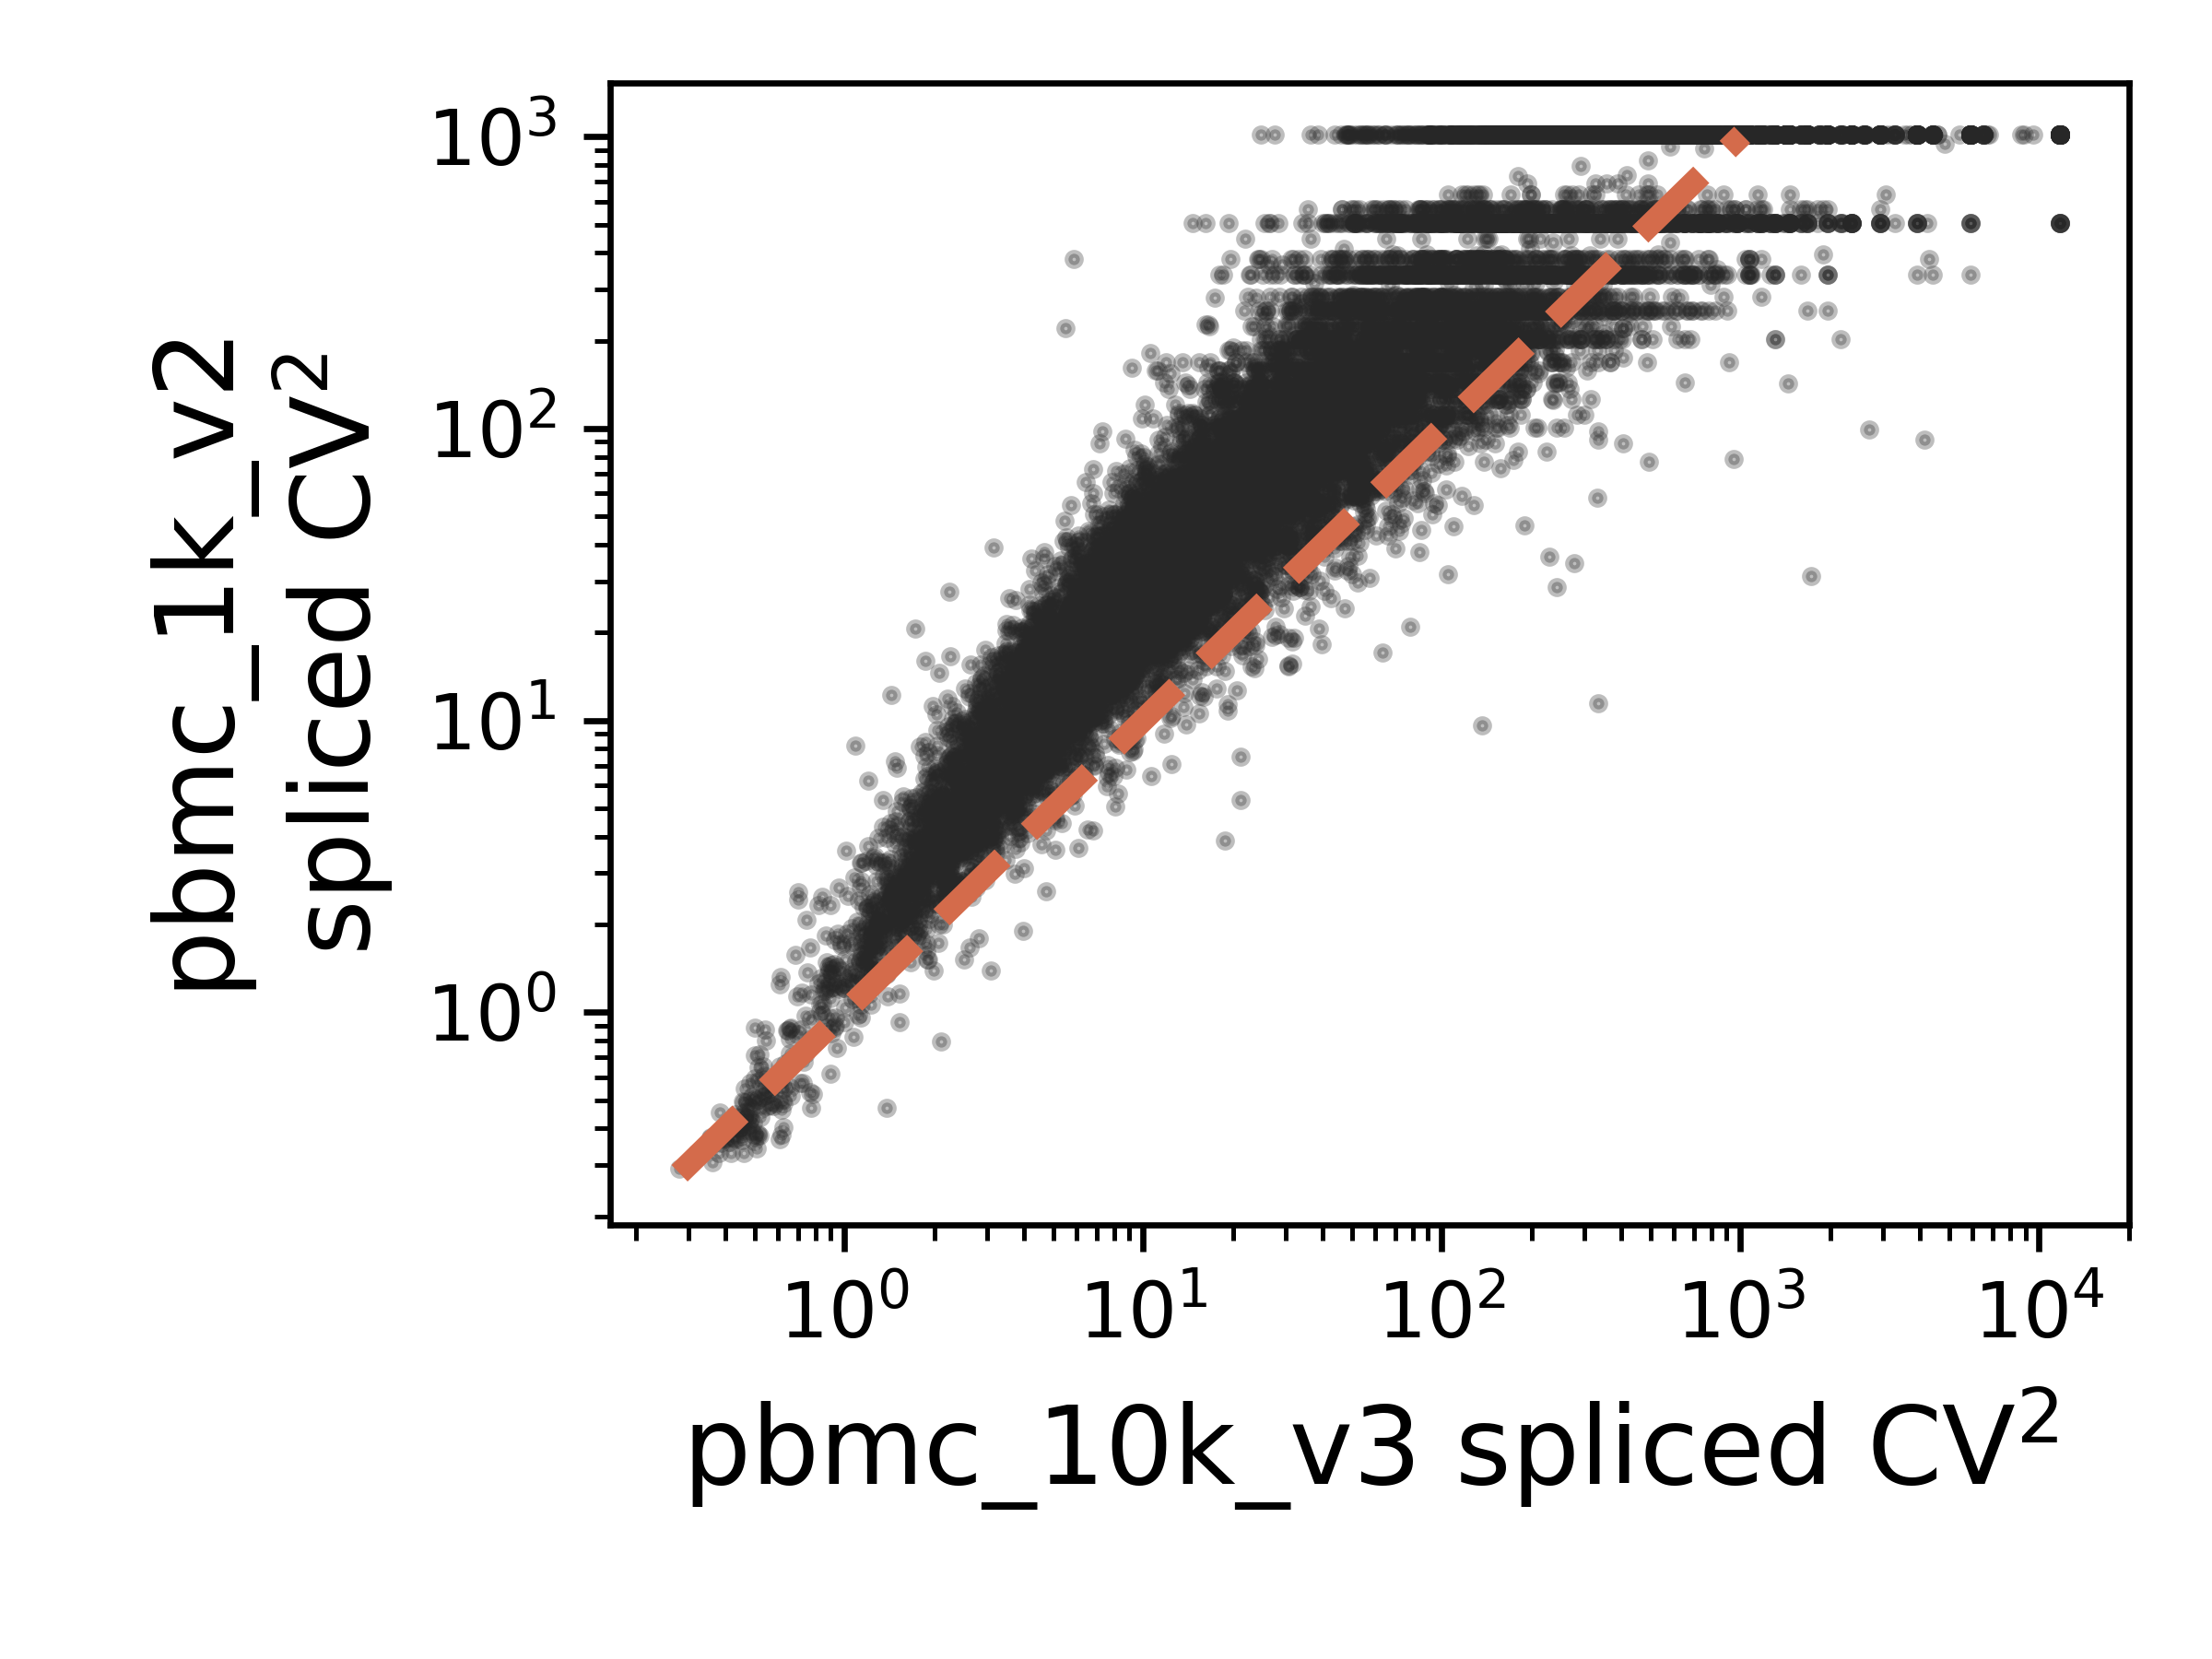 pbmc_1k_v2
spliced CV²
10³
10²
10¹
10⁰
10⁰ 10¹ 10² 10³ 10⁴
pbmc_10k_v3 spliced CV²